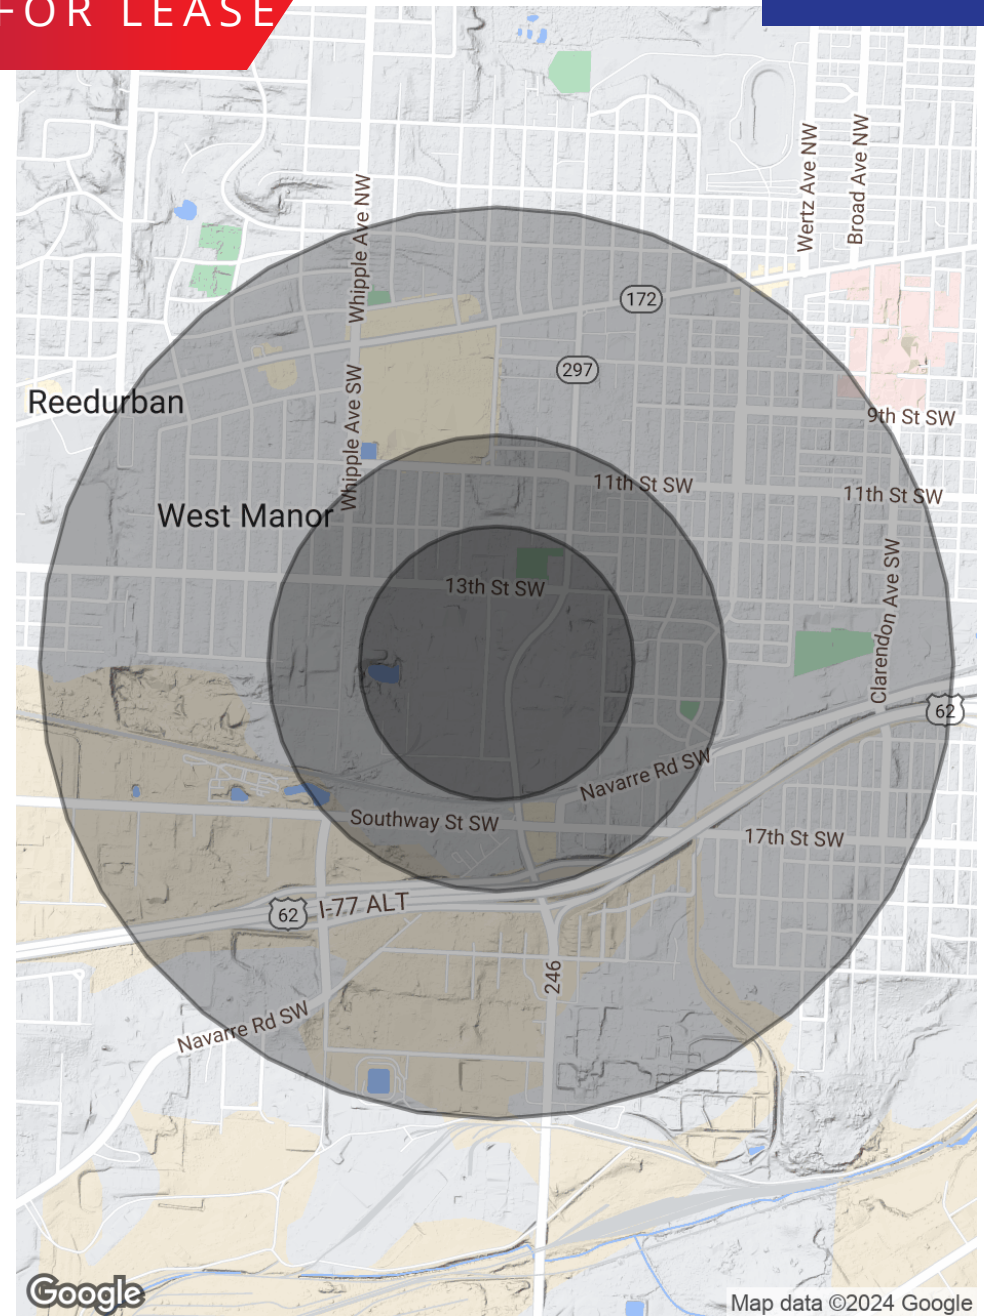 FOR LEASE
Wertz Ave NW
Broad Ave NW
Whipple Ave NW
172
297
Reedurban
Whipple Ave SW
9th St SW
11th St SW
11th St SW
West Manor
13th St SW
Clarendon Ave SW
62
Navarre Rd SW
Southway St SW
17th St SW
62
I-77 ALT
246
Navarre Rd SW
Google
Map data ©2024 Google